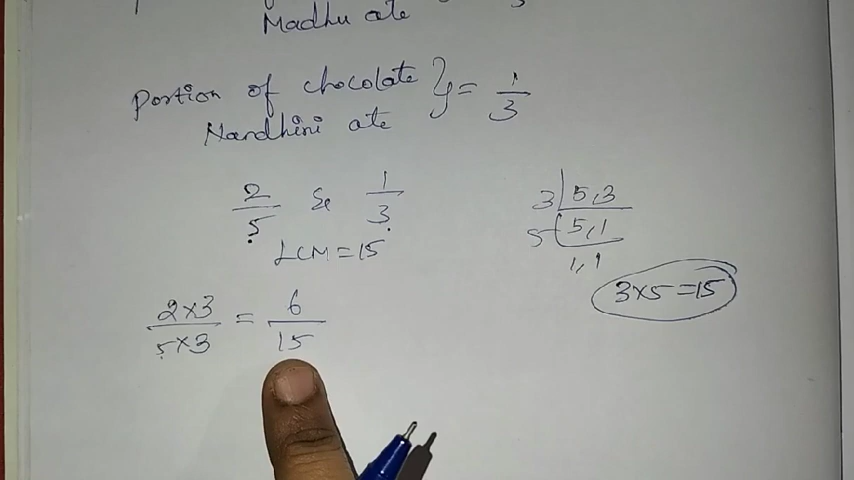 Madhu ate
Portion of chocolate } = 1/3
Nandhini ate
2/5 & 1/3
LCM = 15
3 | 5, 3
5 | 5, 1
1, 1
3 × 5 = 15
2×3/5×3 = 6/15